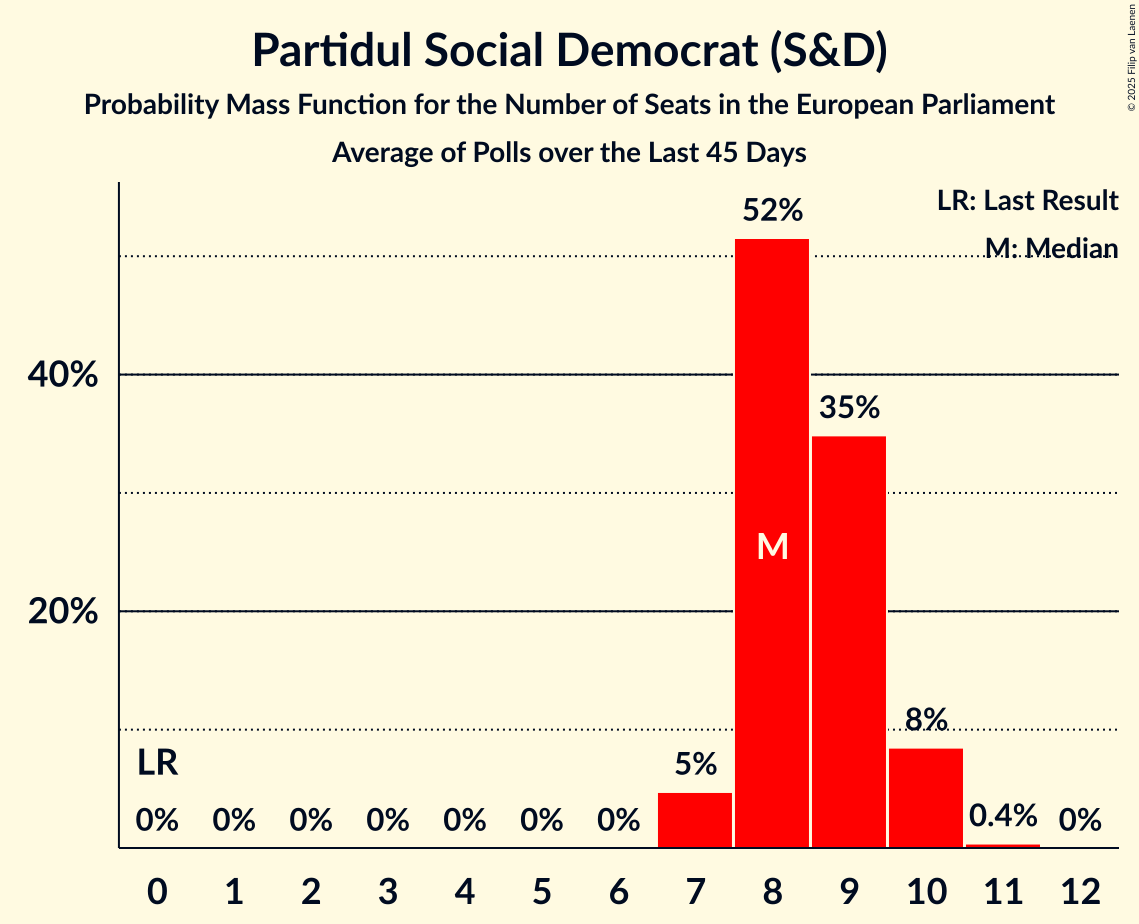 Partidul Social Democrat (S&D)
Probability Mass Function for the Number of Seats in the European Parliament
Average of Polls over the Last 45 Days
© 2025 Filip van Laenen
LR: Last Result
M: Median
52%
40%
35%
M
20%
8%
LR
5%
0% 0% 0% 0% 0% 0% 0% 0.4% 0%
0 1 2 3 4 5 6 7 8 9 10 11 12